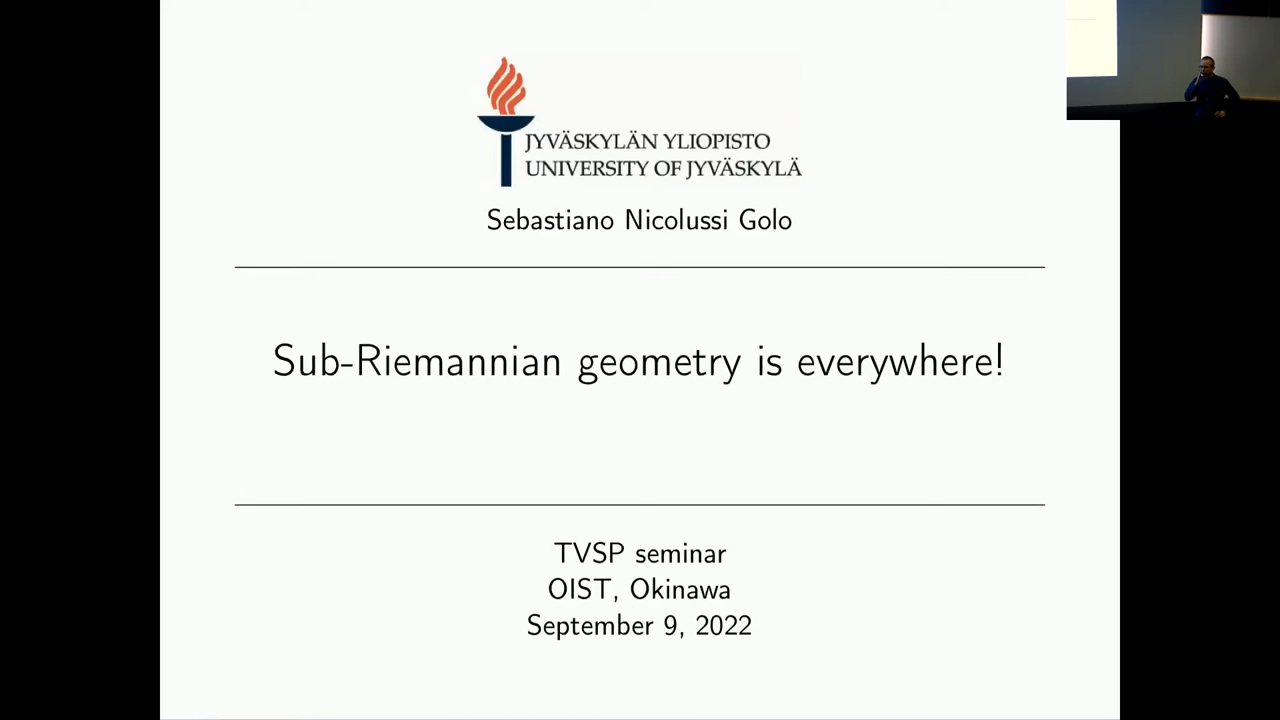 JYVÄSKYLÄN YLIOPISTO
UNIVERSITY OF JYVÄSKYLÄ
Sebastiano Nicolussi Golo
Sub-Riemannian geometry is everywhere!
TVSP seminar
OIST, Okinawa
September 9, 2022